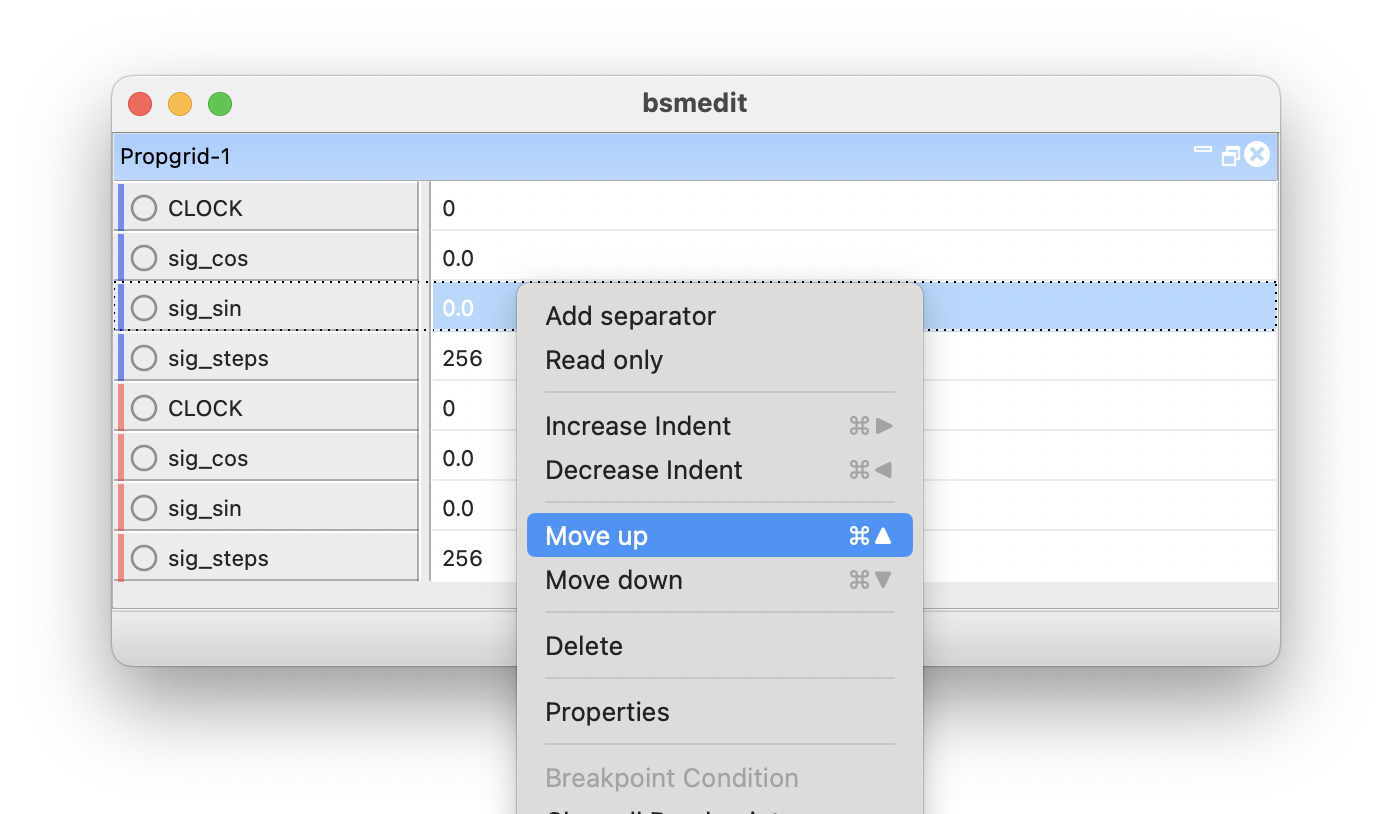 bsmedit
Propgrid-1
CLOCK 0
sig_cos 0.0
sig_sin 0.0
sig_steps 256
CLOCK 0
sig_cos 0.0
sig_sin 0.0
sig_steps 256
Add separator
Read only
Increase Indent ⌘▶
Decrease Indent ⌘◀
Move up ⌘▲
Move down ⌘▼
Delete
Properties
Breakpoint Condition